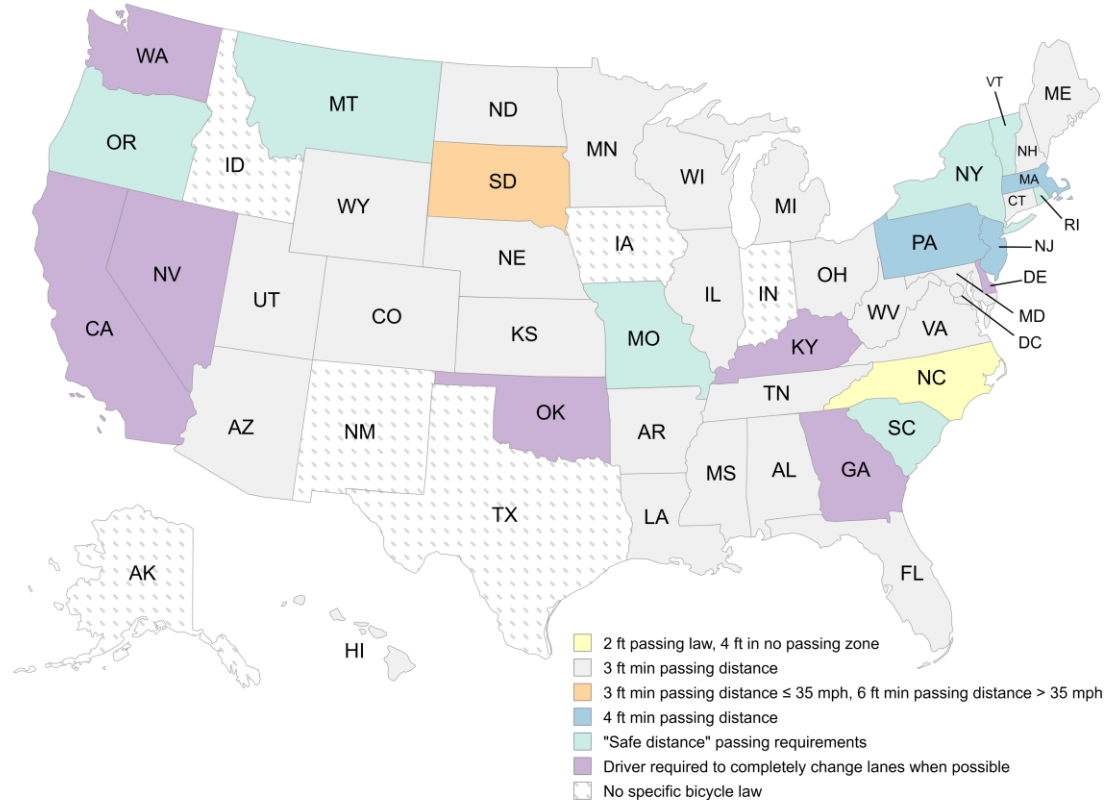 WA
VT
ME
MT
ND
OR
MN
NH
ID
WI
NY
MA
SD
CT
WY
MI
RI
PA
NJ
IA
NE
NV
OH
DE
IL
IN
UT
WV
MD
CO
CA
VA
KS
MO
DC
KY
NC
TN
OK
AZ
NM
AR
SC
MS
AL
GA
TX
LA
AK
FL
HI
2 ft passing law, 4 ft in no passing zone
3 ft min passing distance
3 ft min passing distance ≤ 35 mph, 6 ft min passing distance > 35 mph
4 ft min passing distance
"Safe distance" passing requirements
Driver required to completely change lanes when possible
No specific bicycle law